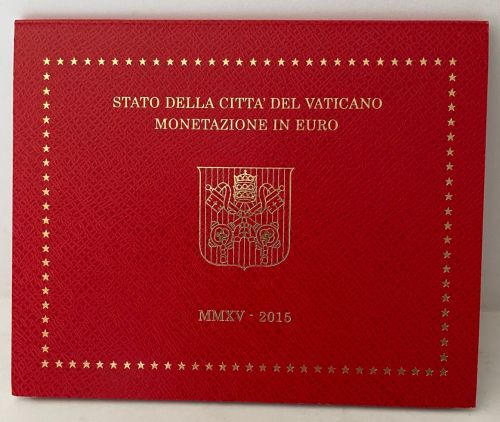 STATO DELLA CITTA' DEL VATICANO
MONETAZIONE IN EURO
MMXV - 2015